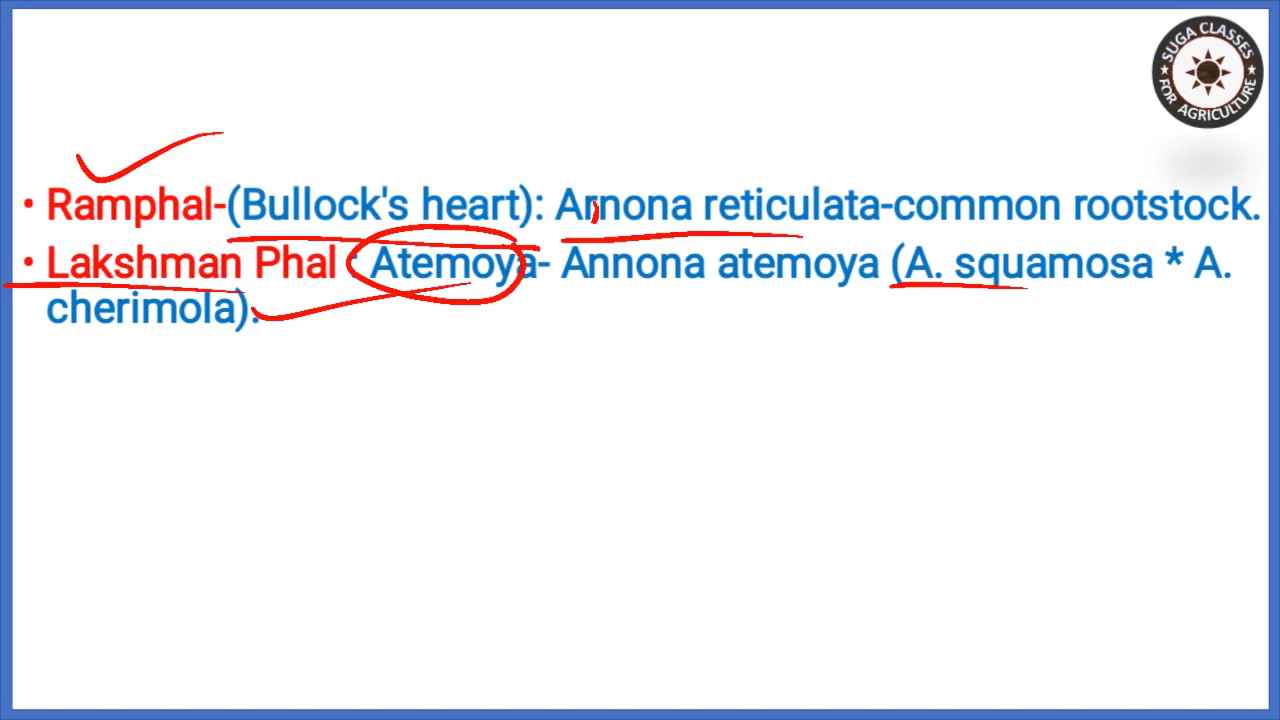 SUGA CLASSES
FOR AGRICULTURE
• Ramphal-(Bullock's heart): Annona reticulata-common rootstock.
• Lakshman Phal : Atemoya- Annona atemoya (A. squamosa * A.
cherimola).